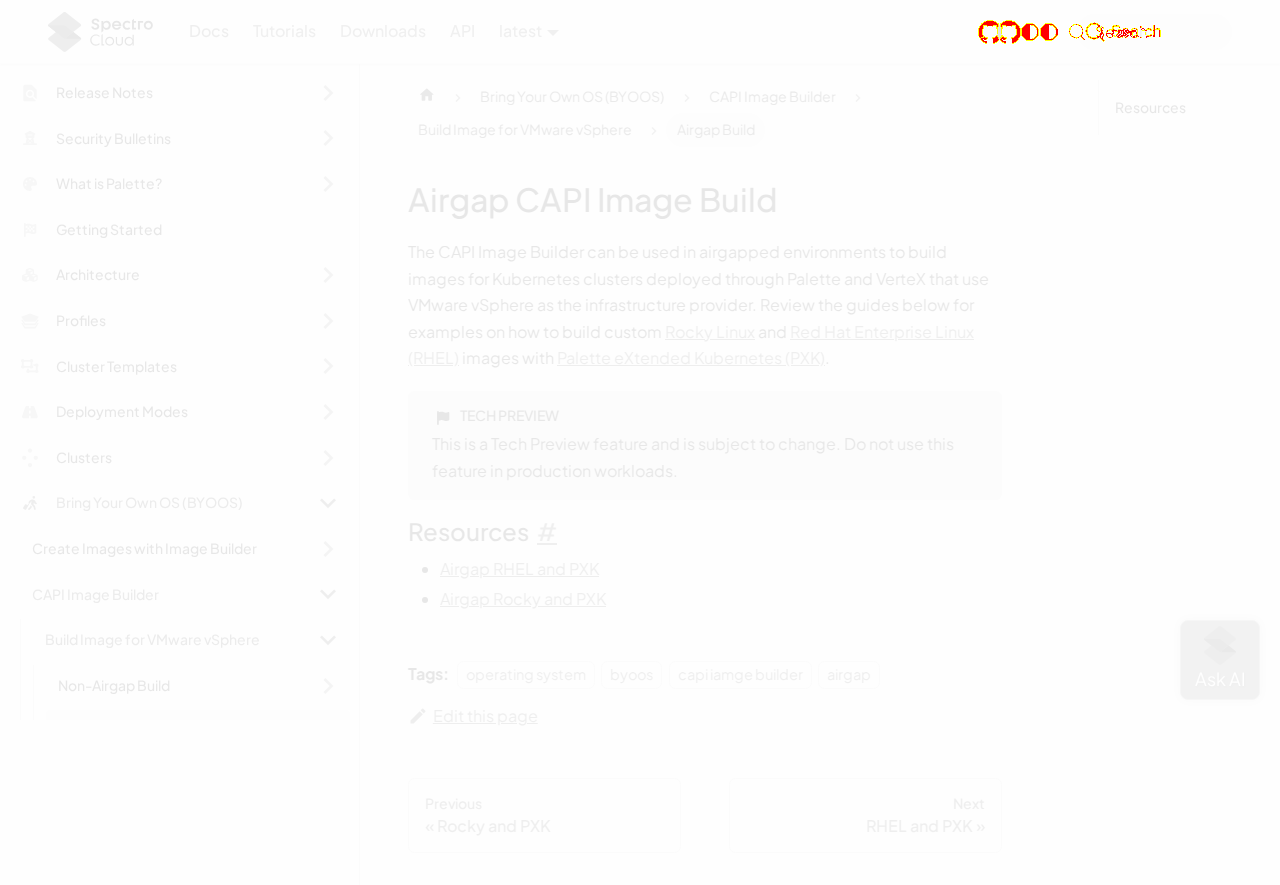 Spectro
Cloud
Docs
Tutorials
Downloads
API
latest
Search
Release Notes
Security Bulletins
What is Palette?
Getting Started
Architecture
Profiles
Cluster Templates
Deployment Modes
Clusters
Bring Your Own OS (BYOOS)
Create Images with Image Builder
CAPI Image Builder
Build Image for VMware vSphere
Non-Airgap Build
Bring Your Own OS (BYOOS) › CAPI Image Builder ›
Build Image for VMware vSphere › Airgap Build
Airgap CAPI Image Build
The CAPI Image Builder can be used in airgapped environments to build
images for Kubernetes clusters deployed through Palette and VerteX that use
VMware vSphere as the infrastructure provider. Review the guides below for
examples on how to build custom Rocky Linux and Red Hat Enterprise Linux
(RHEL) images with Palette eXtended Kubernetes (PXK).
TECH PREVIEW
This is a Tech Preview feature and is subject to change. Do not use this
feature in production workloads.
Resources #
Airgap RHEL and PXK
Airgap Rocky and PXK
Tags: operating system byoos capi iamge builder airgap
Edit this page
Previous
« Rocky and PXK
Next
RHEL and PXK »
Resources
Ask AI